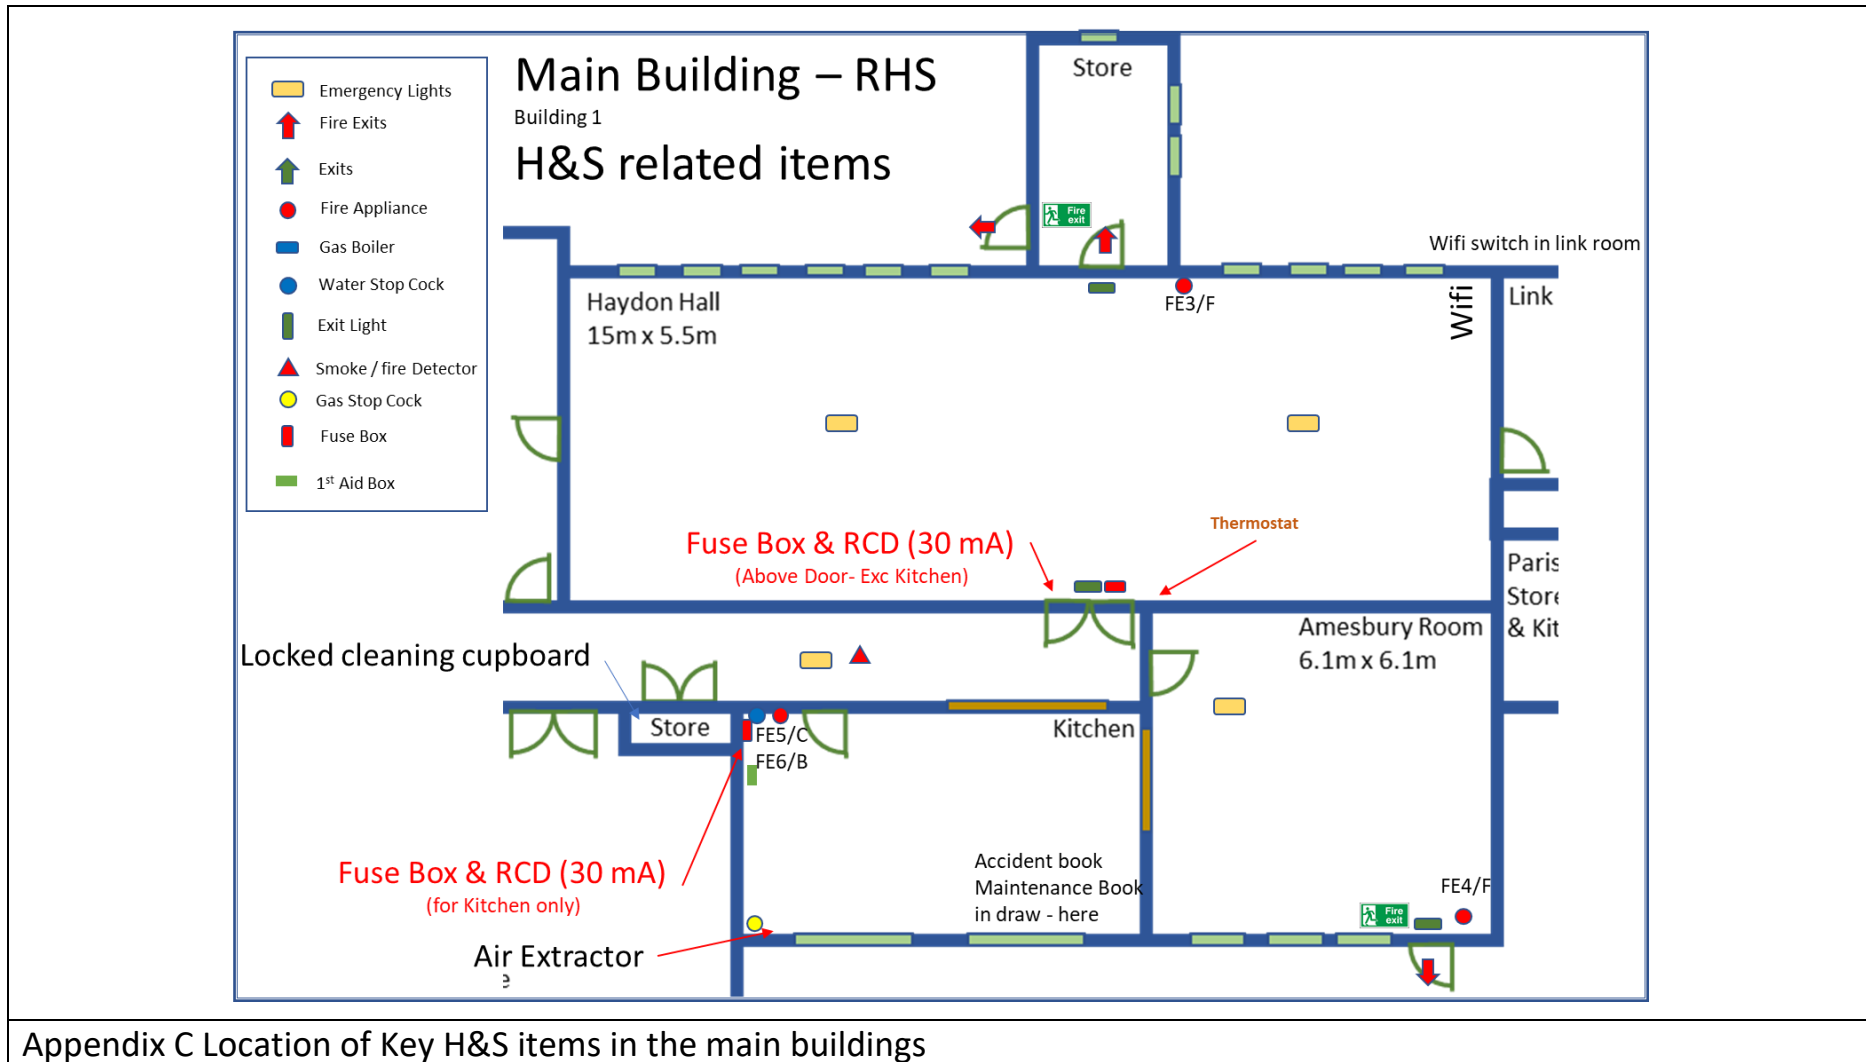 Main Building – RHS
Building 1
H&S related items
Emergency Lights
Fire Exits
Exits
Fire Appliance
Gas Boiler
Water Stop Cock
Exit Light
Smoke / fire Detector
Gas Stop Cock
Fuse Box
1st Aid Box
Store
Fire
exit
Wifi switch in link room
Haydon Hall
15m x 5.5m
FE3/F
Wifi
Link
Thermostat
Fuse Box & RCD (30 mA)
(Above Door- Exc Kitchen)
Paris
Store
& Kit
Amesbury Room
6.1m x 6.1m
Locked cleaning cupboard
Store
FE5/C
FE6/B
Kitchen
Fuse Box & RCD (30 mA)
(for Kitchen only)
Accident book
Maintenance Book
in draw - here
FE4/F
Fire
exit
Air Extractor
e
Appendix C Location of Key H&S items in the main buildings